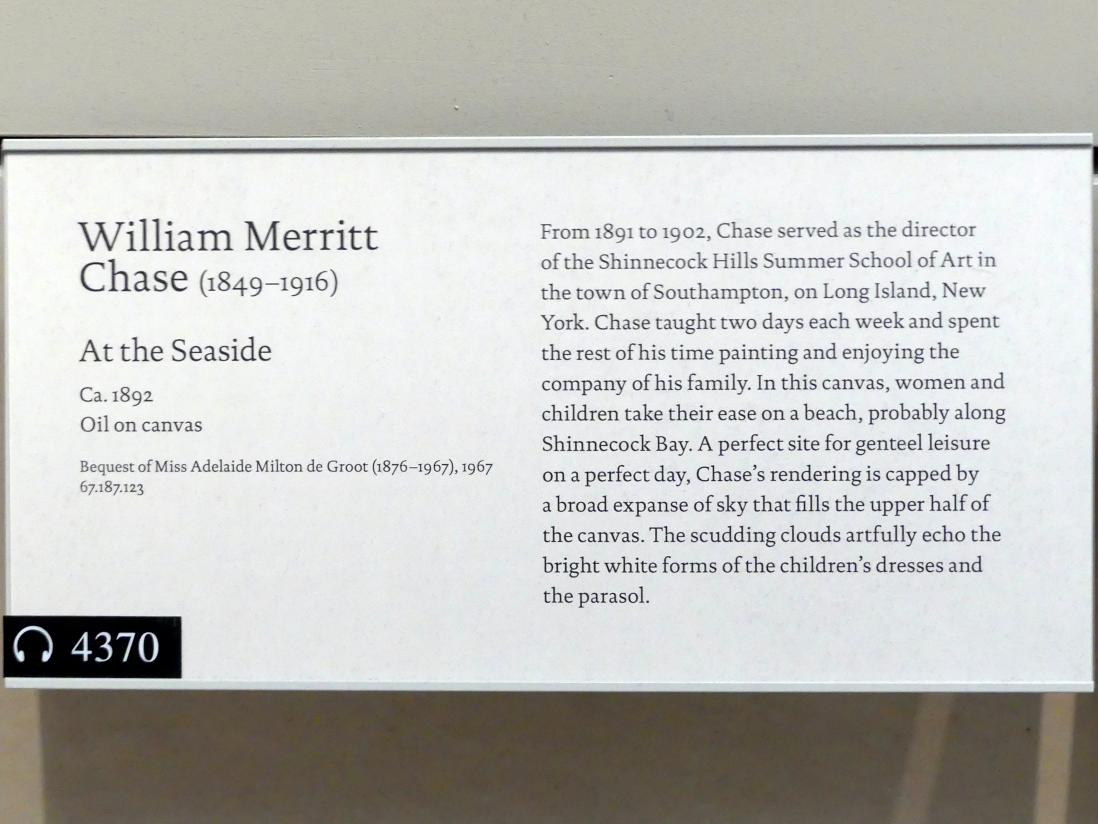 William Merritt
Chase (1849–1916)
At the Seaside
Ca. 1892
Oil on canvas
Bequest of Miss Adelaide Milton de Groot (1876–1967), 1967
67.187.123
4370
From 1891 to 1902, Chase served as the director
of the Shinnecock Hills Summer School of Art in
the town of Southampton, on Long Island, New
York. Chase taught two days each week and spent
the rest of his time painting and enjoying the
company of his family. In this canvas, women and
children take their ease on a beach, probably along
Shinnecock Bay. A perfect site for genteel leisure
on a perfect day, Chase's rendering is capped by
a broad expanse of sky that fills the upper half of
the canvas. The scudding clouds artfully echo the
bright white forms of the children's dresses and
the parasol.